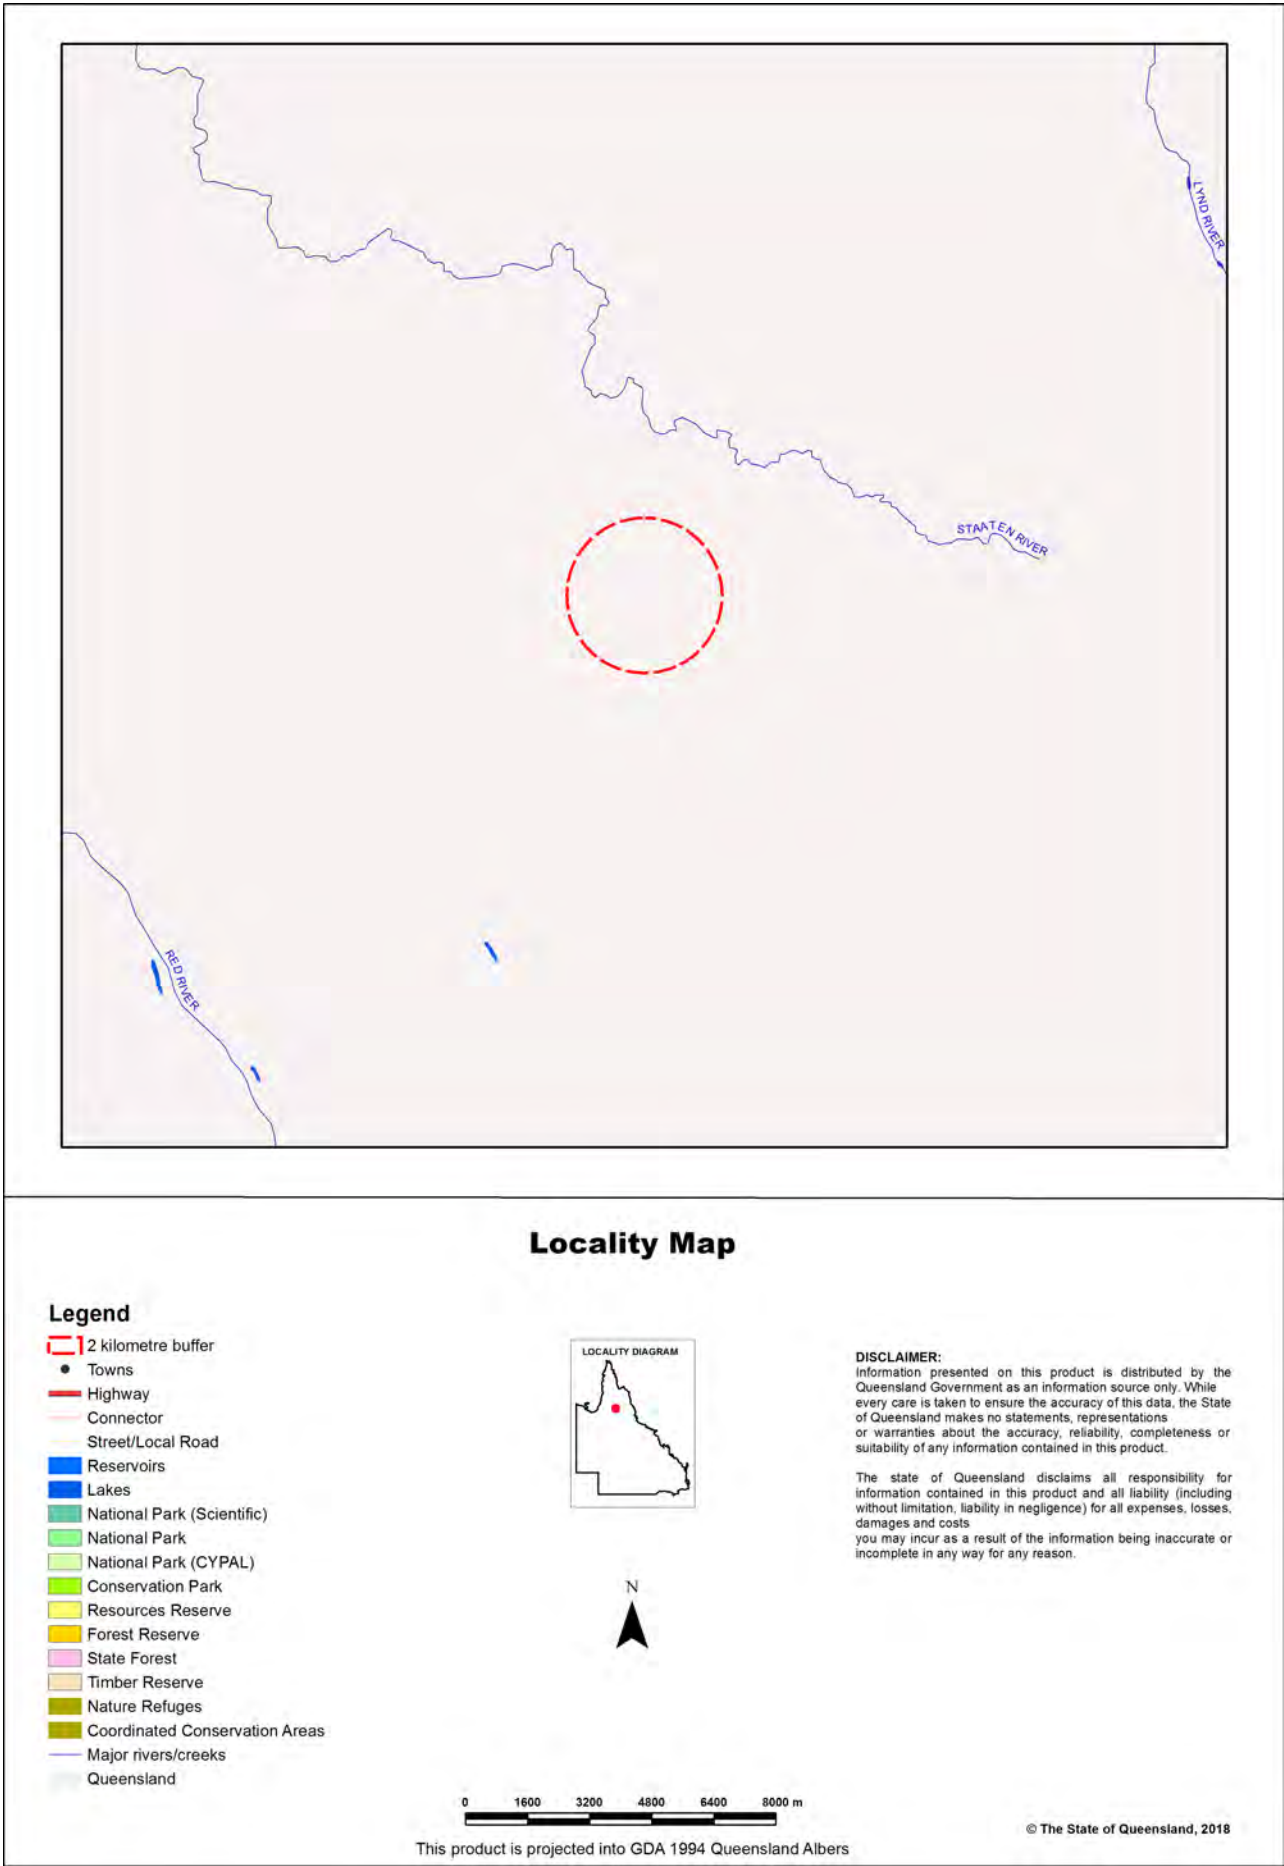 LYND RIVER
STAATEN RIVER
RED RIVER
Locality Map
Legend
2 kilometre buffer
Towns
Highway
Connector
Street/Local Road
Reservoirs
Lakes
National Park (Scientific)
National Park
National Park (CYPAL)
Conservation Park
Resources Reserve
Forest Reserve
State Forest
Timber Reserve
Nature Refuges
Coordinated Conservation Areas
Major rivers/creeks
Queensland
LOCALITY DIAGRAM
N
0 1600 3200 4800 6400 8000 m
This product is projected into GDA 1994 Queensland Albers
DISCLAIMER:
Information presented on this product is distributed by the
Queensland Government as an information source only. While
every care is taken to ensure the accuracy of this data, the State
of Queensland makes no statements, representations
or warranties about the accuracy, reliability, completeness or
suitability of any information contained in this product.
The state of Queensland disclaims all responsibility for
information contained in this product and all liability (including
without limitation, liability in negligence) for all expenses, losses,
damages and costs
you may incur as a result of the information being inaccurate or
incomplete in any way for any reason.
© The State of Queensland, 2018